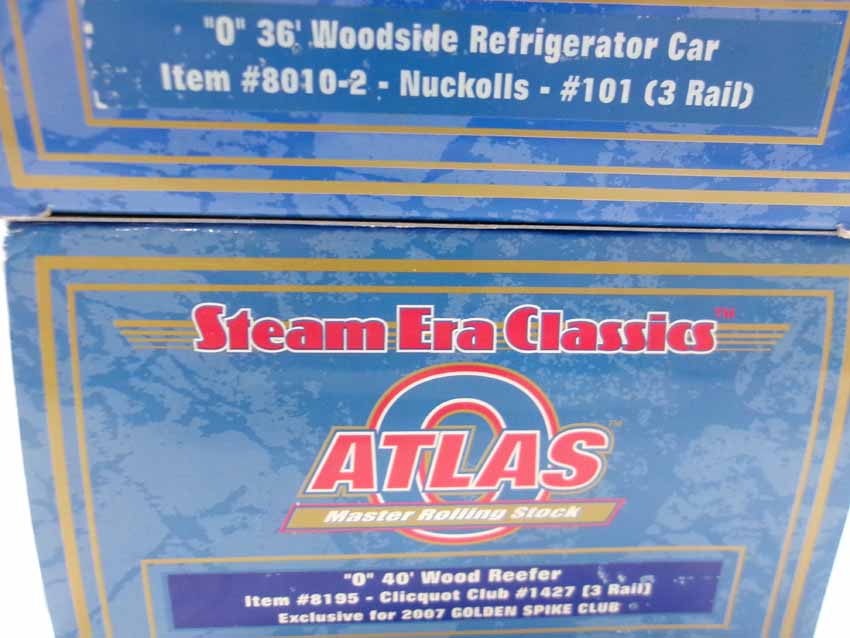 "O" 36' Woodside Refrigerator Car
Item #8010-2 - Nuckolls - #101 (3 Rail)
Steam Era Classics™
O
ATLAS™
Master Rolling Stock
"O" 40' Wood Reefer
Item #8195 - Clicquot Club #1427 (3 Rail)
Exclusive for 2007 GOLDEN SPIKE CLUB